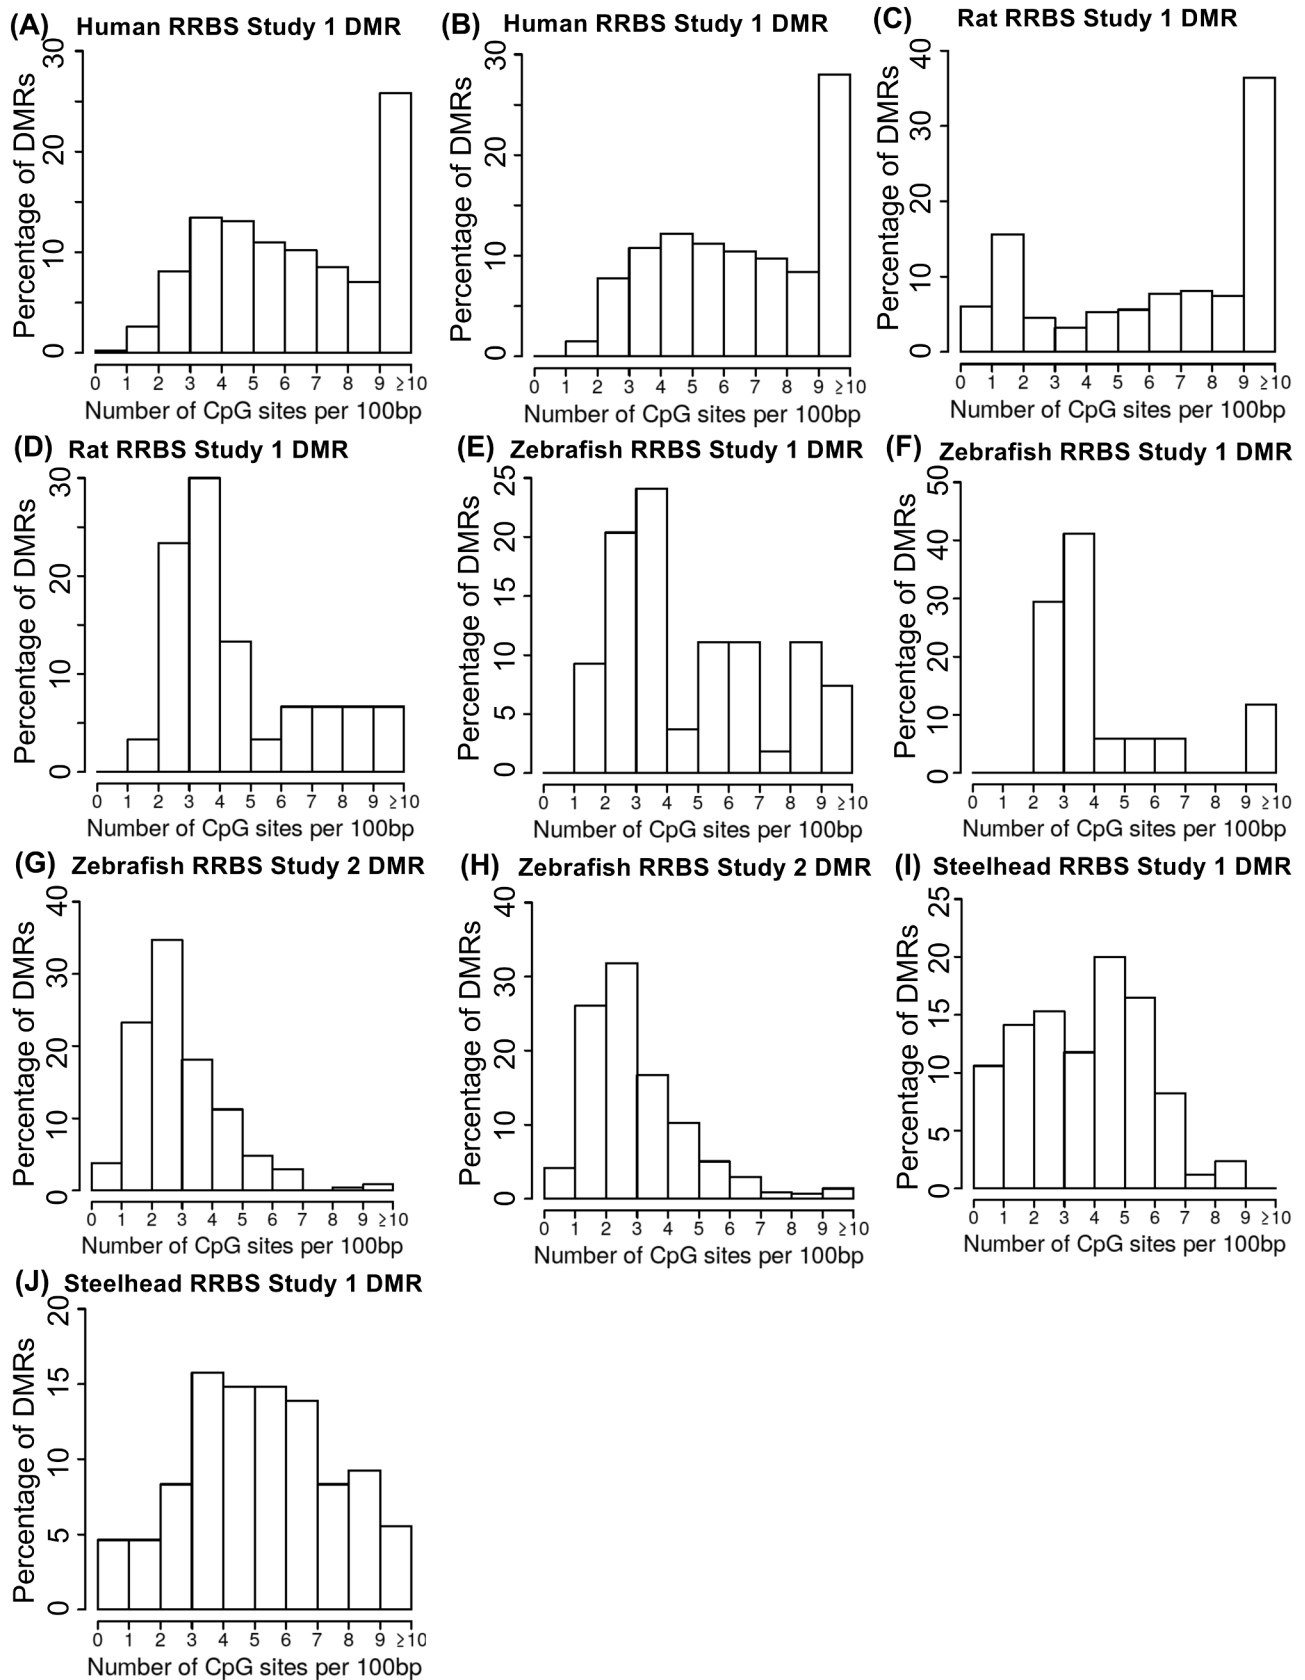 (A) Human RRBS Study 1 DMR
Percentage of DMRs
0 10 20 30
0 1 2 3 4 5 6 7 8 9 ≥10
Number of CpG sites per 100bp
(B) Human RRBS Study 1 DMR
Percentage of DMRs
0 10 20 30
0 1 2 3 4 5 6 7 8 9 ≥10
Number of CpG sites per 100bp
(C) Rat RRBS Study 1 DMR
Percentage of DMRs
0 10 20 30 40
0 1 2 3 4 5 6 7 8 9 ≥10
Number of CpG sites per 100bp
(D) Rat RRBS Study 1 DMR
Percentage of DMRs
0 10 20 30
0 1 2 3 4 5 6 7 8 9 ≥10
Number of CpG sites per 100bp
(E) Zebrafish RRBS Study 1 DMR
Percentage of DMRs
0 5 10 15 20 25
0 1 2 3 4 5 6 7 8 9 ≥10
Number of CpG sites per 100bp
(F) Zebrafish RRBS Study 1 DMR
Percentage of DMRs
0 10 20 30 40 50
0 1 2 3 4 5 6 7 8 9 ≥10
Number of CpG sites per 100bp
(G) Zebrafish RRBS Study 2 DMR
Percentage of DMRs
0 10 20 30 40
0 1 2 3 4 5 6 7 8 9 ≥10
Number of CpG sites per 100bp
(H) Zebrafish RRBS Study 2 DMR
Percentage of DMRs
0 10 20 30 40
0 1 2 3 4 5 6 7 8 9 ≥10
Number of CpG sites per 100bp
(I) Steelhead RRBS Study 1 DMR
Percentage of DMRs
0 5 10 15 20 25
0 1 2 3 4 5 6 7 8 9 ≥10
Number of CpG sites per 100bp
(J) Steelhead RRBS Study 1 DMR
Percentage of DMRs
0 5 10 15 20
0 1 2 3 4 5 6 7 8 9 ≥10
Number of CpG sites per 100bp